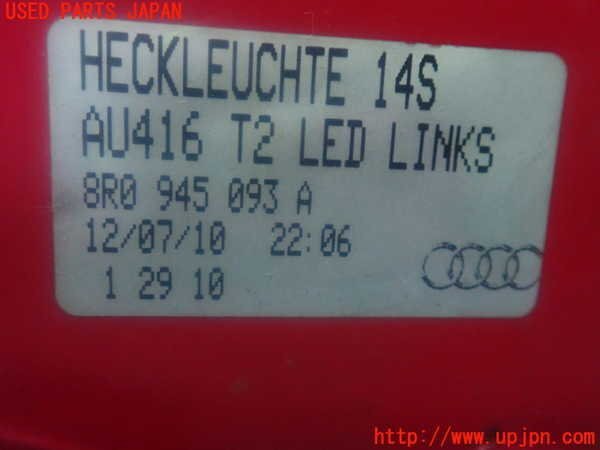 USED PARTS JAPAN
HECKLEUCHTE 14S
AU416 T2 LED LINKS
8R0 945 093 A
12/07/10 22:06
1 29 10
http://www.upjpn.com/